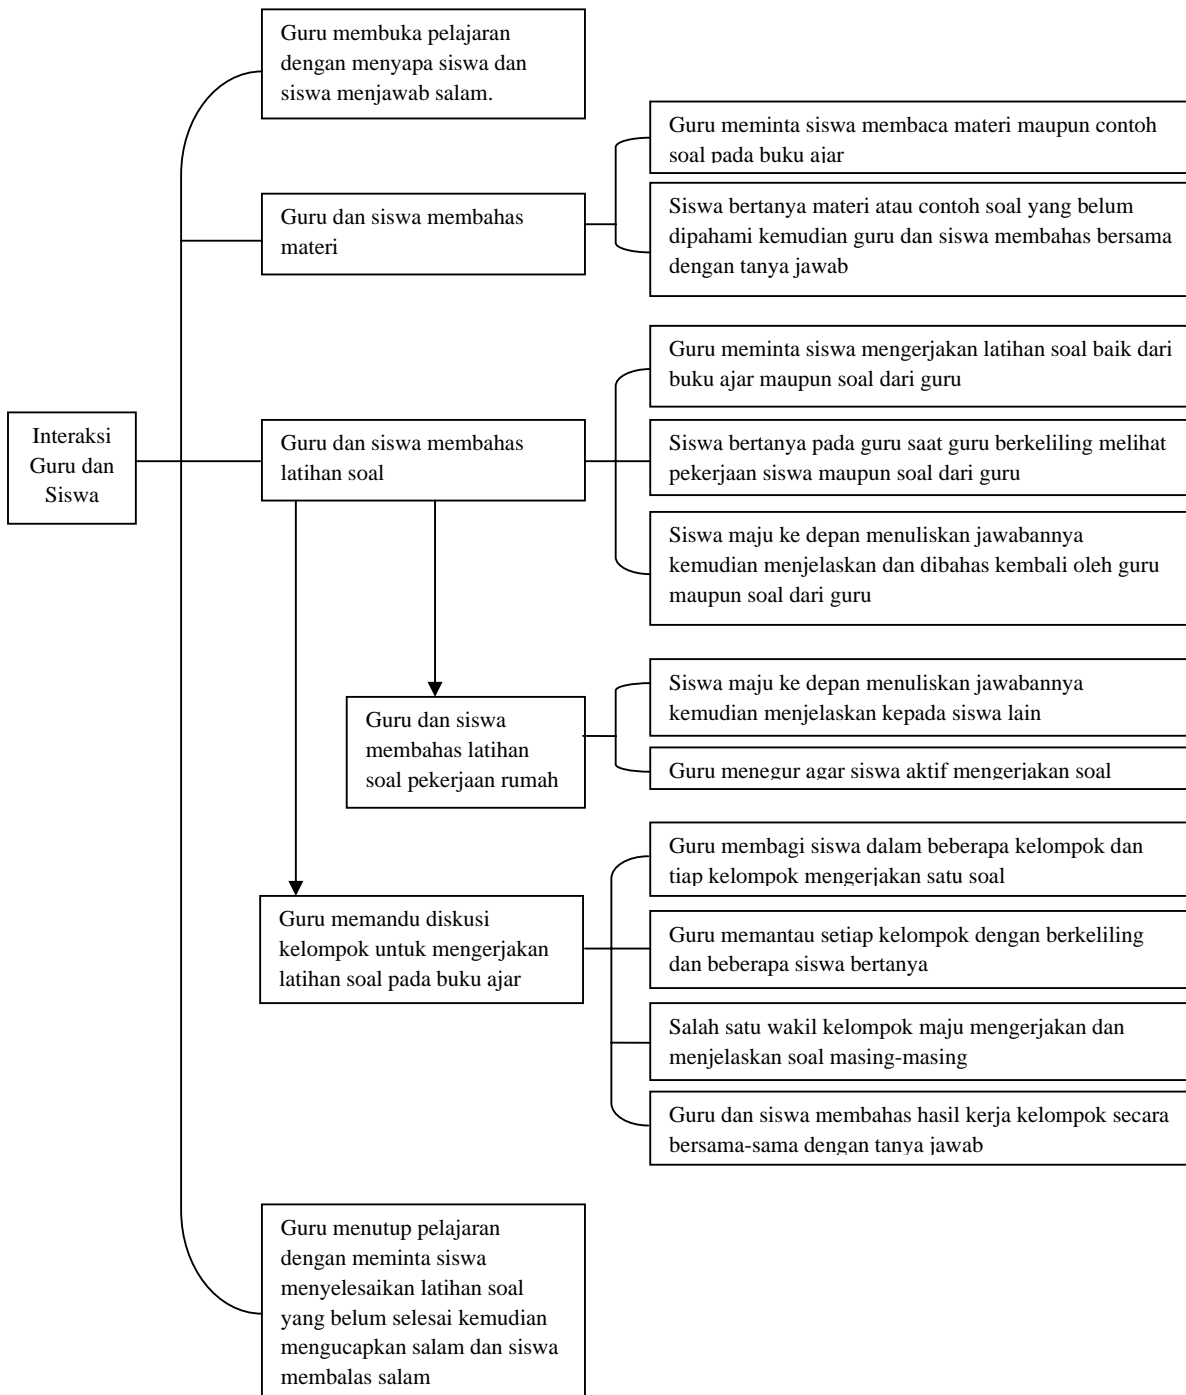 Guru membuka pelajaran
dengan menyapa siswa dan
siswa menjawab salam.
Guru meminta siswa membaca materi maupun contoh
soal pada buku ajar
Guru dan siswa membahas
materi
Siswa bertanya materi atau contoh soal yang belum
dipahami kemudian guru dan siswa membahas bersama
dengan tanya jawab
Guru meminta siswa mengerjakan latihan soal baik dari
buku ajar maupun soal dari guru
Interaksi
Guru dan
Siswa
Guru dan siswa membahas
latihan soal
Siswa bertanya pada guru saat guru berkeliling melihat
pekerjaan siswa maupun soal dari guru
Siswa maju ke depan menuliskan jawabannya
kemudian menjelaskan dan dibahas kembali oleh guru
maupun soal dari guru
Guru dan siswa
membahas latihan
soal pekerjaan rumah
Siswa maju ke depan menuliskan jawabannya
kemudian menjelaskan kepada siswa lain
Guru menegur agar siswa aktif mengerjakan soal
Guru memandu diskusi
kelompok untuk mengerjakan
latihan soal pada buku ajar
Guru membagi siswa dalam beberapa kelompok dan
tiap kelompok mengerjakan satu soal
Guru memantau setiap kelompok dengan berkeliling
dan beberapa siswa bertanya
Salah satu wakil kelompok maju mengerjakan dan
menjelaskan soal masing-masing
Guru dan siswa membahas hasil kerja kelompok secara
bersama-sama dengan tanya jawab
Guru menutup pelajaran
dengan meminta siswa
menyelesaikan latihan soal
yang belum selesai kemudian
mengucapkan salam dan siswa
membalas salam